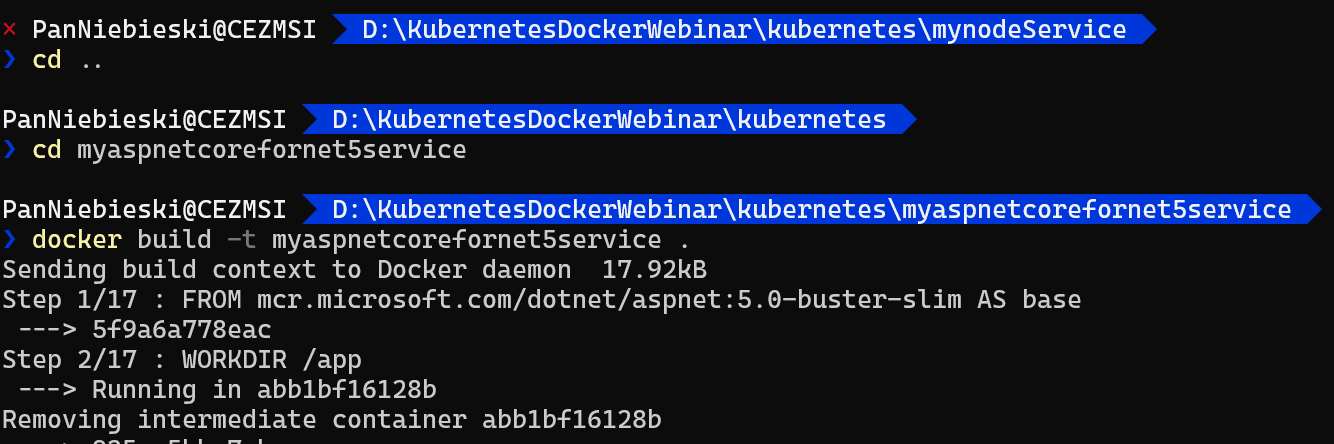 × PanNiebieski@CEZMSI D:\KubernetesDockerWebinar\kubernetes\mynodeService
❯ cd ..
PanNiebieski@CEZMSI D:\KubernetesDockerWebinar\kubernetes
❯ cd myaspnetcorefornet5service
PanNiebieski@CEZMSI D:\KubernetesDockerWebinar\kubernetes\myaspnetcorefornet5service
❯ docker build -t myaspnetcorefornet5service .
Sending build context to Docker daemon  17.92kB
Step 1/17 : FROM mcr.microsoft.com/dotnet/aspnet:5.0-buster-slim AS base
 ---> 5f9a6a778eac
Step 2/17 : WORKDIR /app
 ---> Running in abb1bf16128b
Removing intermediate container abb1bf16128b